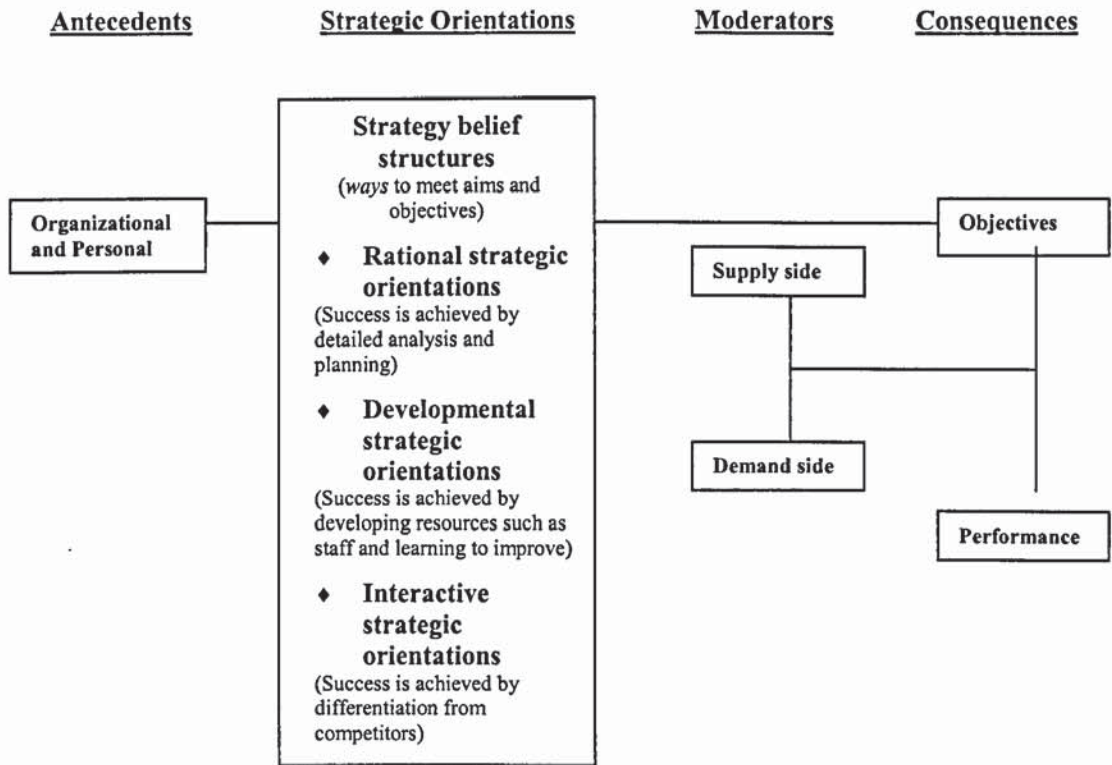 Antecedents
Strategic Orientations
Moderators
Consequences
Strategy belief
structures
(ways to meet aims and
objectives)
♦ Rational strategic
orientations
(Success is achieved by
detailed analysis and
planning)
♦ Developmental
strategic
orientations
(Success is achieved by
developing resources such as
staff and learning to improve)
♦ Interactive
strategic
orientations
(Success is achieved by
differentiation from
competitors)
Organizational
and Personal
Supply side
Demand side
Objectives
Performance